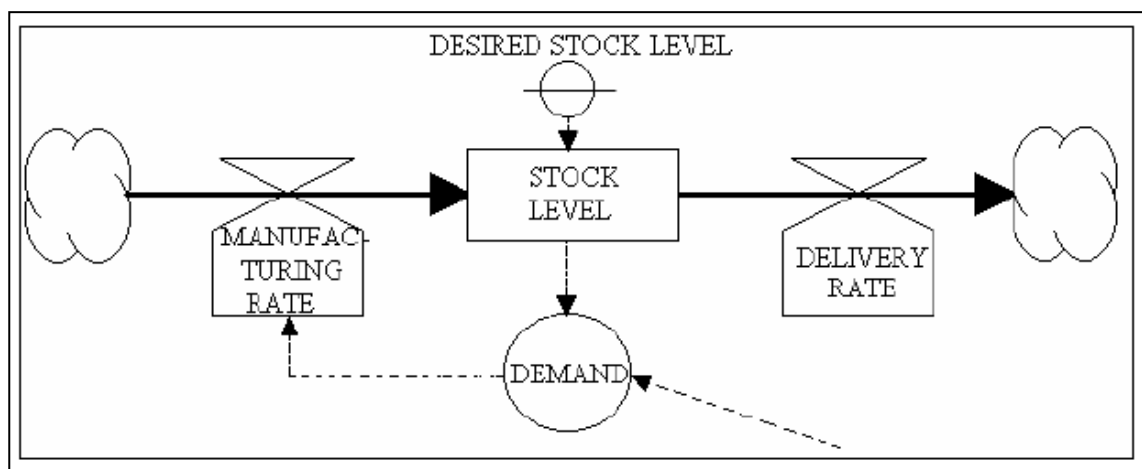 DESIRED STOCK LEVEL
STOCK
LEVEL
MANUFAC-
TURING
RATE
DELIVERY
RATE
DEMAND